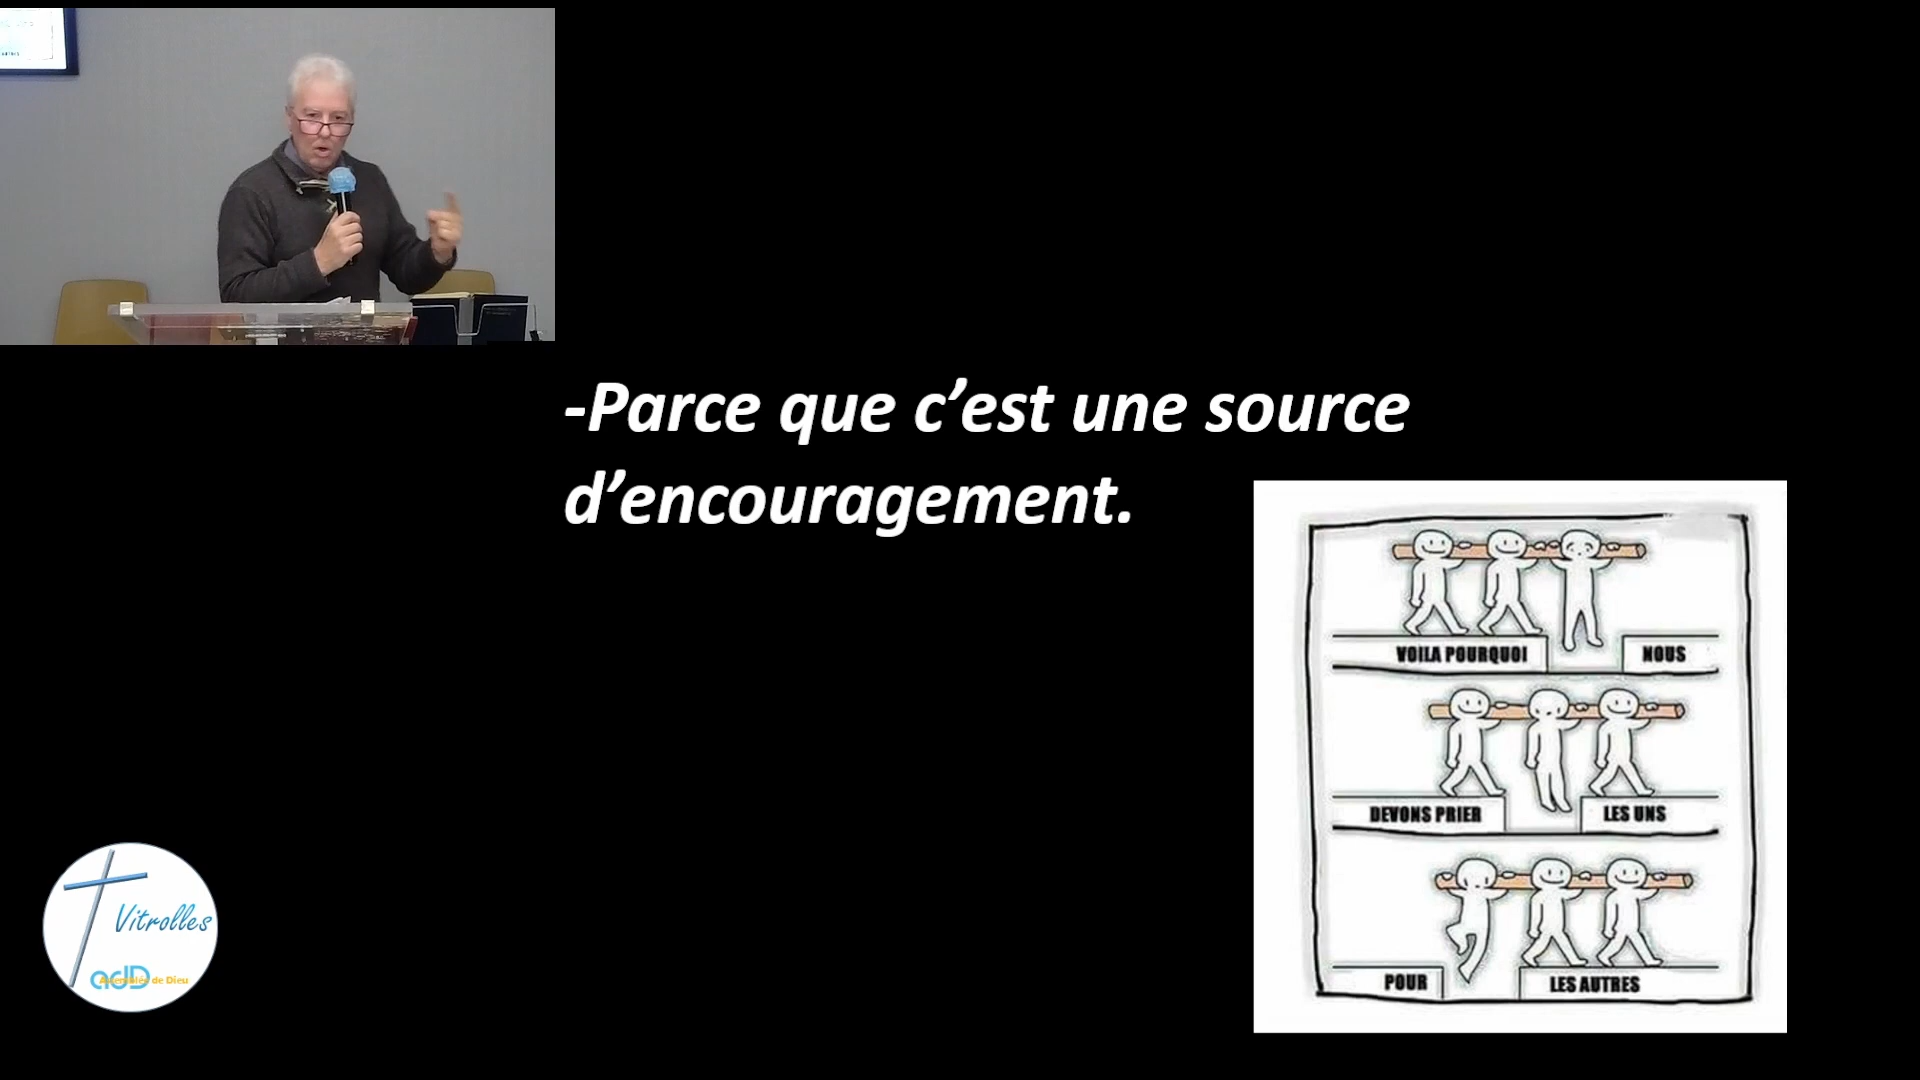 -Parce que c’est une source
d’encouragement.
VOILA POURQUOI NOUS
DEVONS PRIER LES UNS
POUR LES AUTRES
Vitrolles
adD
Assemblée de Dieu